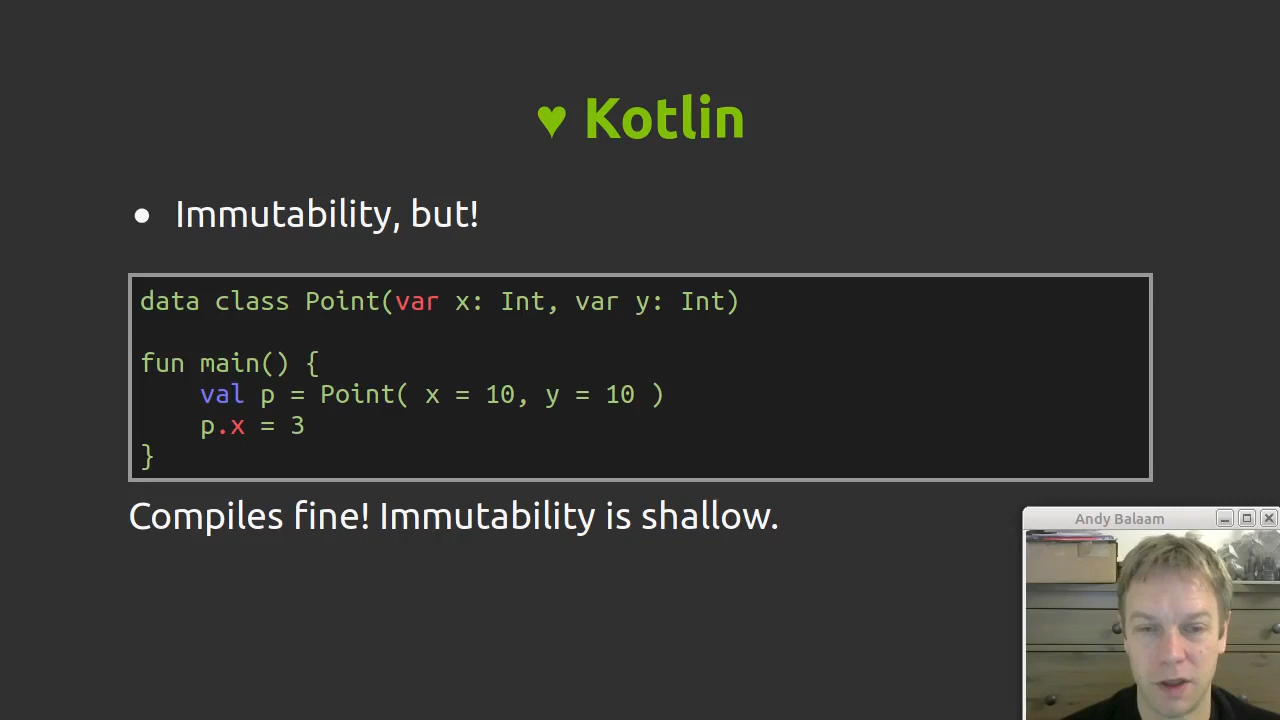 ♥ Kotlin
● Immutability, but!
data class Point(var x: Int, var y: Int)
fun main() {
    val p = Point( x = 10, y = 10 )
    p.x = 3
}
Compiles fine! Immutability is shallow.
Andy Balaam